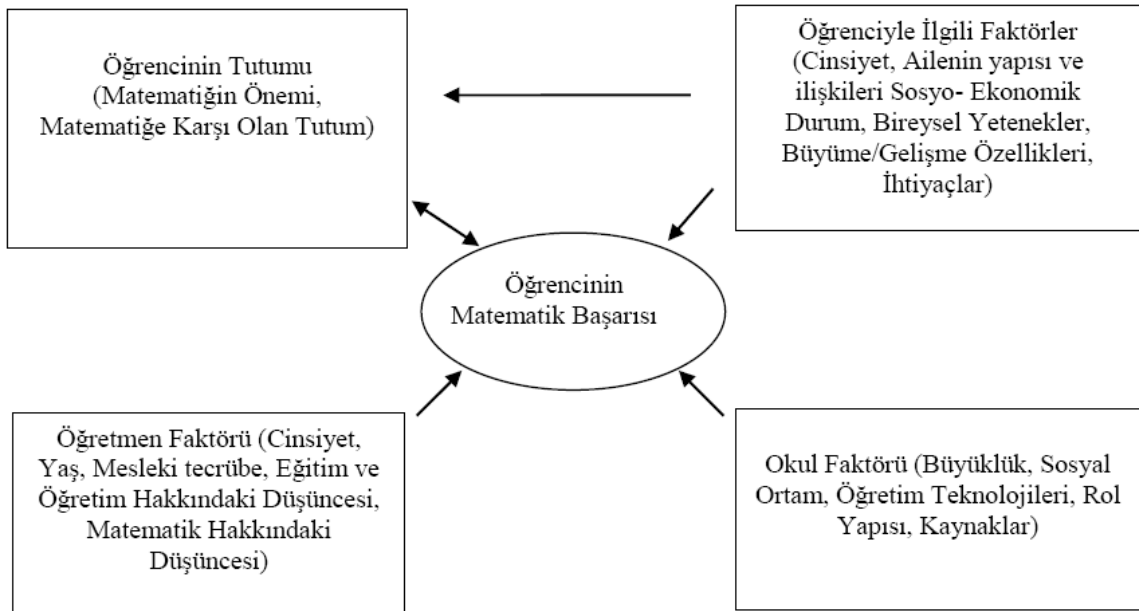 Öğrencinin Tutumu
(Matematiğin Önemi,
Matematiğe Karşı Olan Tutum)
Öğrenciyle İlgili Faktörler
(Cinsiyet, Ailenin yapısı ve
ilişkileri Sosyo- Ekonomik
Durum, Bireysel Yetenekler,
Büyüme/Gelişme Özellikleri,
İhtiyaçlar)
Öğrencinin
Matematik Başarısı
Öğretmen Faktörü (Cinsiyet,
Yaş, Mesleki tecrübe, Eğitim ve
Öğretim Hakkındaki Düşüncesi,
Matematik Hakkındaki
Düşüncesi)
Okul Faktörü (Büyüklük, Sosyal
Ortam, Öğretim Teknolojileri, Rol
Yapısı, Kaynaklar)